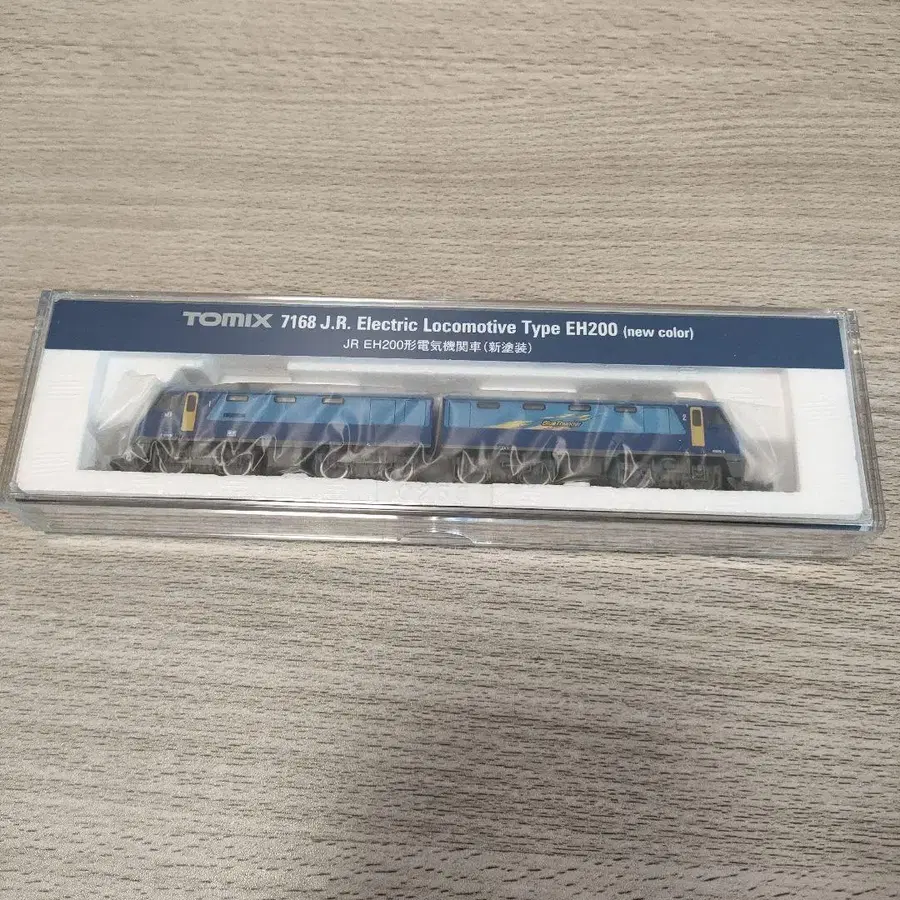 TOMIX 7168 J.R. Electric Locomotive Type EH200 (new color)
JR EH200形電気機関車(新塗装)